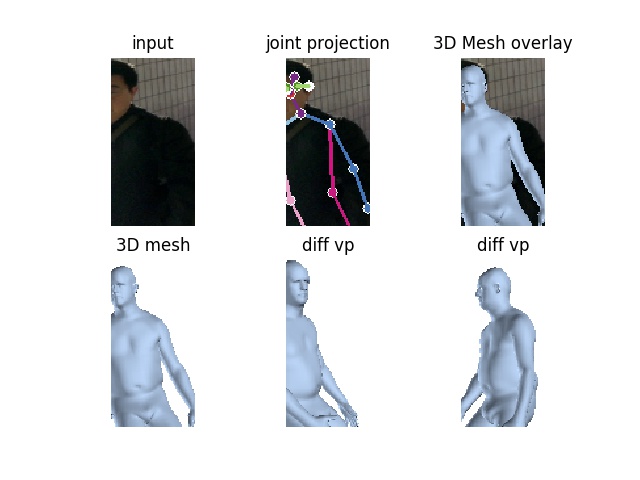 input
joint projection
3D Mesh overlay
3D mesh
diff vp
diff vp